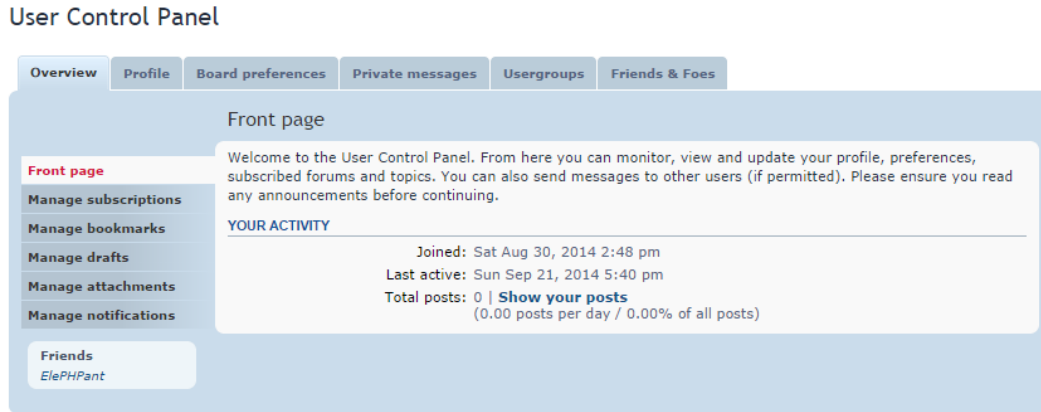 User Control Panel
Overview Profile Board preferences Private messages Usergroups Friends & Foes
Front page
Front page
Manage subscriptions
Manage bookmarks
Manage drafts
Manage attachments
Manage notifications
Friends
ElePHPant
Welcome to the User Control Panel. From here you can monitor, view and update your profile, preferences,
subscribed forums and topics. You can also send messages to other users (if permitted). Please ensure you read
any announcements before continuing.
YOUR ACTIVITY
Joined: Sat Aug 30, 2014 2:48 pm
Last active: Sun Sep 21, 2014 5:40 pm
Total posts: 0 | Show your posts
(0.00 posts per day / 0.00% of all posts)